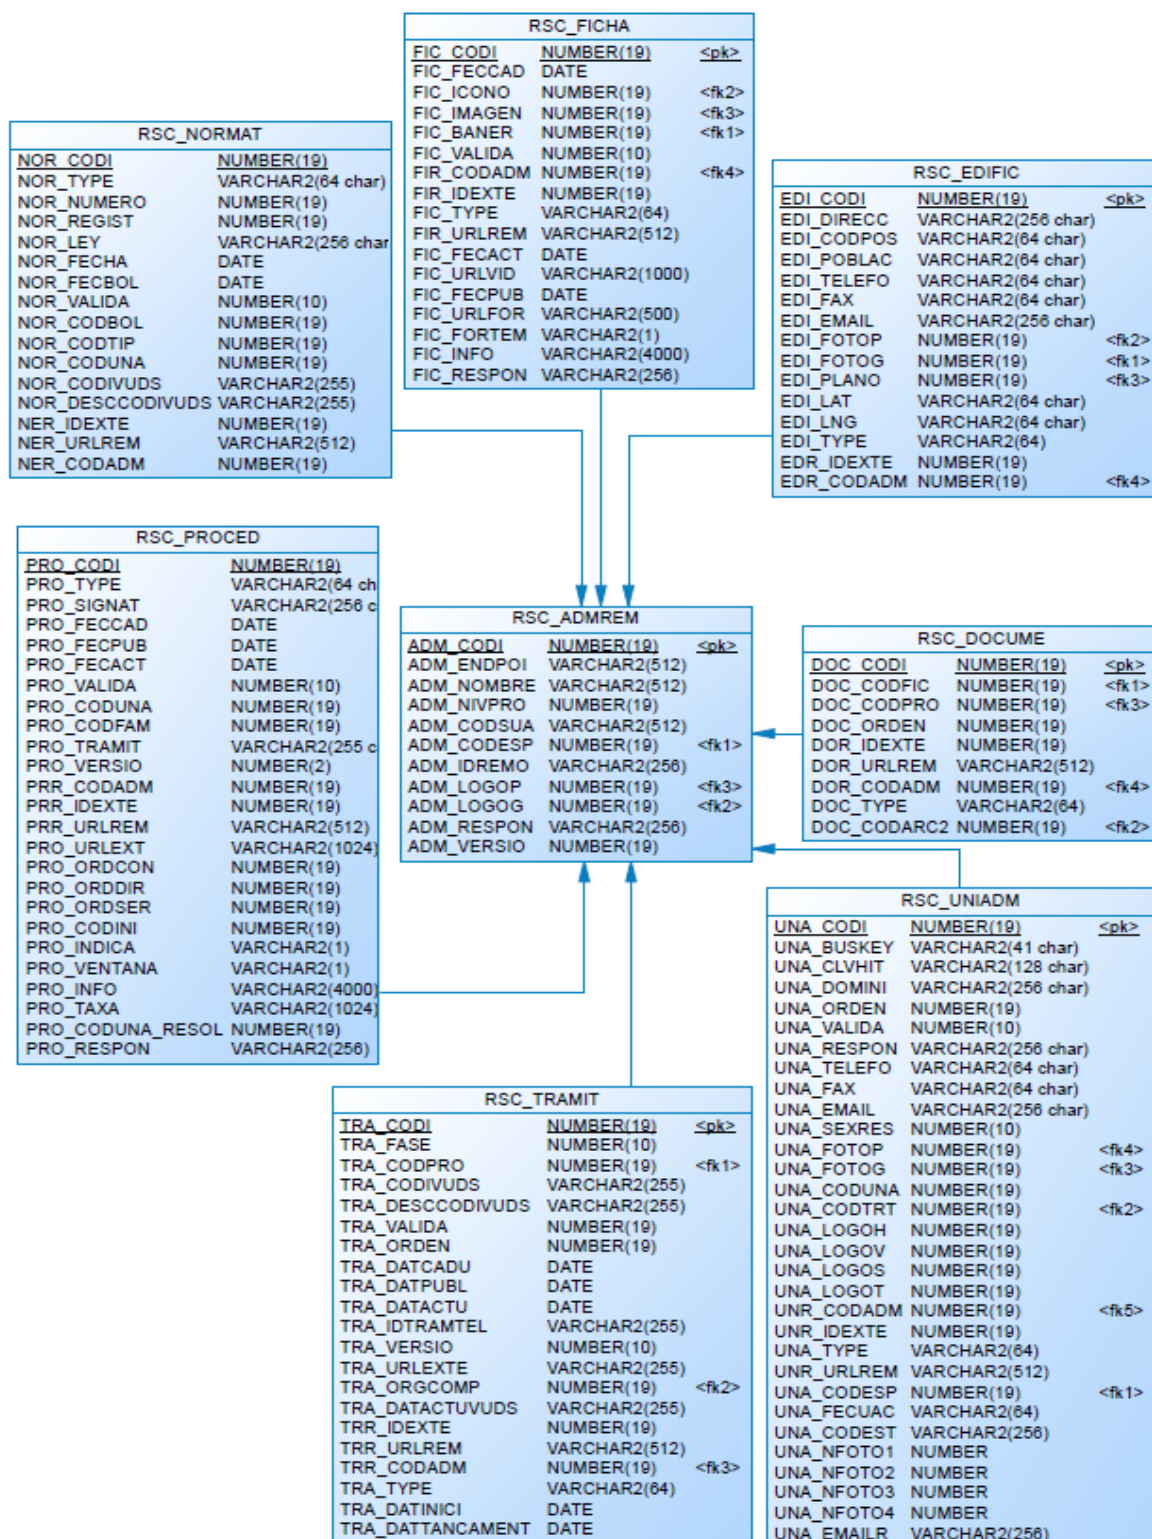 RSC_FICHA
FIC_CODI NUMBER(19) <pk>
FIC_FECCAD DATE
FIC_ICONO NUMBER(19) <fk2>
FIC_IMAGEN NUMBER(19) <fk3>
FIC_BANER NUMBER(19) <fk1>
FIC_VALIDA NUMBER(10)
FIR_CODADM NUMBER(19) <fk4>
FIR_IDEXTE NUMBER(19)
FIC_TYPE VARCHAR2(64)
FIR_URLREM VARCHAR2(512)
FIC_FECACT DATE
FIC_URLVID VARCHAR2(1000)
FIC_FECPUB DATE
FIC_URLFOR VARCHAR2(500)
FIC_FORTEM VARCHAR2(1)
FIC_INFO VARCHAR2(4000)
FIC_RESPON VARCHAR2(256)
RSC_NORMAT
NOR_CODI NUMBER(19)
NOR_TYPE VARCHAR2(64 char)
NOR_NUMERO NUMBER(19)
NOR_REGIST NUMBER(19)
NOR_LEY VARCHAR2(256 char
NOR_FECHA DATE
NOR_FECBOL DATE
NOR_VALIDA NUMBER(10)
NOR_CODBOL NUMBER(19)
NOR_CODTIP NUMBER(19)
NOR_CODUNA NUMBER(19)
NOR_CODIVUDS VARCHAR2(255)
NOR_DESCCODIVUDS VARCHAR2(255)
NER_IDEXTE NUMBER(19)
NER_URLREM VARCHAR2(512)
NER_CODADM NUMBER(19)
RSC_EDIFIC
EDI_CODI NUMBER(19) <pk>
EDI_DIRECC VARCHAR2(256 char)
EDI_CODPOS VARCHAR2(64 char)
EDI_POBLAC VARCHAR2(64 char)
EDI_TELEFO VARCHAR2(64 char)
EDI_FAX VARCHAR2(64 char)
EDI_EMAIL VARCHAR2(256 char)
EDI_FOTOP NUMBER(19) <fk2>
EDI_FOTOG NUMBER(19) <fk1>
EDI_PLANO NUMBER(19) <fk3>
EDI_LAT VARCHAR2(64 char)
EDI_LNG VARCHAR2(64 char)
EDI_TYPE VARCHAR2(64)
EDR_IDEXTE NUMBER(19)
EDR_CODADM NUMBER(19) <fk4>
RSC_PROCED
PRO_CODI NUMBER(19)
PRO_TYPE VARCHAR2(64 ch
PRO_SIGNAT VARCHAR2(256 c
PRO_FECCAD DATE
PRO_FECPUB DATE
PRO_FECACT DATE
PRO_VALIDA NUMBER(10)
PRO_CODUNA NUMBER(19)
PRO_CODFAM NUMBER(19)
PRO_TRAMIT VARCHAR2(255 c
PRO_VERSIO NUMBER(2)
PRR_CODADM NUMBER(19)
PRR_IDEXTE NUMBER(19)
PRR_URLREM VARCHAR2(512)
PRO_URLEXT VARCHAR2(1024)
PRO_ORDCON NUMBER(19)
PRO_ORDDIR NUMBER(19)
PRO_ORDSER NUMBER(19)
PRO_CODINI NUMBER(19)
PRO_INDICA VARCHAR2(1)
PRO_VENTANA VARCHAR2(1)
PRO_INFO VARCHAR2(4000)
PRO_TAXA VARCHAR2(1024)
PRO_CODUNA_RESOL NUMBER(19)
PRO_RESPON VARCHAR2(256)
RSC_ADMREM
ADM_CODI NUMBER(19) <pk>
ADM_ENDPOI VARCHAR2(512)
ADM_NOMBRE VARCHAR2(512)
ADM_NIVPRO NUMBER(19)
ADM_CODSUA VARCHAR2(512)
ADM_CODESP NUMBER(19) <fk1>
ADM_IDREMO VARCHAR2(256)
ADM_LOGOP NUMBER(19) <fk3>
ADM_LOGOG NUMBER(19) <fk2>
ADM_RESPON VARCHAR2(256)
ADM_VERSIO NUMBER(19)
RSC_DOCUME
DOC_CODI NUMBER(19) <pk>
DOC_CODFIC NUMBER(19) <fk1>
DOC_CODPRO NUMBER(19) <fk3>
DOC_ORDEN NUMBER(19)
DOR_IDEXTE NUMBER(19)
DOR_URLREM VARCHAR2(512)
DOR_CODADM NUMBER(19) <fk4>
DOC_TYPE VARCHAR2(64)
DOC_CODARC2 NUMBER(19) <fk2>
RSC_TRAMIT
TRA_CODI NUMBER(19) <pk>
TRA_FASE NUMBER(10)
TRA_CODPRO NUMBER(19) <fk1>
TRA_CODIVUDS VARCHAR2(255)
TRA_DESCCODIVUDS VARCHAR2(255)
TRA_VALIDA NUMBER(19)
TRA_ORDEN NUMBER(19)
TRA_DATCADU DATE
TRA_DATPUBL DATE
TRA_DATACTU DATE
TRA_IDTRAMTEL VARCHAR2(255)
TRA_VERSIO NUMBER(10)
TRA_URLEXTE VARCHAR2(255)
TRA_ORGCOMP NUMBER(19) <fk2>
TRA_DATACTUVUDS VARCHAR2(255)
TRR_IDEXTE NUMBER(19)
TRR_URLREM VARCHAR2(512)
TRR_CODADM NUMBER(19) <fk3>
TRA_TYPE VARCHAR2(64)
TRA_DATINICI DATE
TRA_DATTANCAMENT DATE
RSC_UNIADM
UNA_CODI NUMBER(19) <pk>
UNA_BUSKEY VARCHAR2(41 char)
UNA_CLVHIT VARCHAR2(128 char)
UNA_DOMINI VARCHAR2(256 char)
UNA_ORDEN NUMBER(19)
UNA_VALIDA NUMBER(10)
UNA_RESPON VARCHAR2(256 char)
UNA_TELEFO VARCHAR2(64 char)
UNA_FAX VARCHAR2(64 char)
UNA_EMAIL VARCHAR2(256 char)
UNA_SEXRES NUMBER(10)
UNA_FOTOP NUMBER(19) <fk4>
UNA_FOTOG NUMBER(19) <fk3>
UNA_CODUNA NUMBER(19)
UNA_CODTRT NUMBER(19) <fk2>
UNA_LOGOH NUMBER(19)
UNA_LOGOV NUMBER(19)
UNA_LOGOS NUMBER(19)
UNA_LOGOT NUMBER(19)
UNR_CODADM NUMBER(19) <fk5>
UNR_IDEXTE NUMBER(19)
UNA_TYPE VARCHAR2(64)
UNR_URLREM VARCHAR2(512)
UNA_CODESP NUMBER(19) <fk1>
UNA_FECUAC VARCHAR2(64)
UNA_CODEST VARCHAR2(256)
UNA_NFOTO1 NUMBER
UNA_NFOTO2 NUMBER
UNA_NFOTO3 NUMBER
UNA_NFOTO4 NUMBER
UNA_EMAILR VARCHAR2(256)